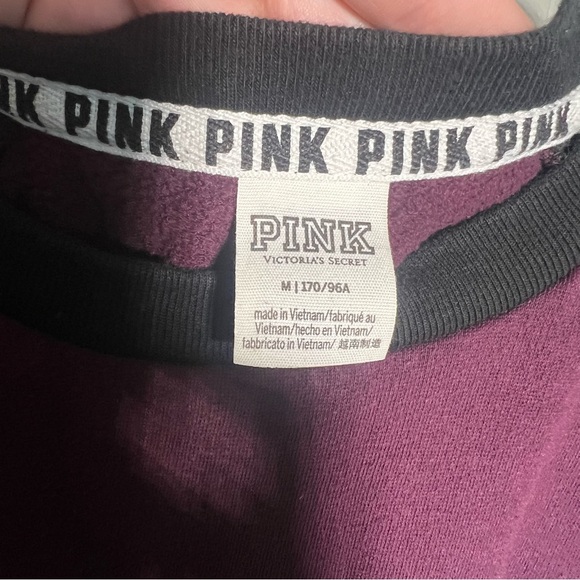 PINK PINK PINK PINK
PINK
VICTORIA'S SECRET
M | 170/96A
made in Vietnam/fabriqué au
Vietnam/hecho en Vietnam/
fabbricato in Vietnam/ 越南制造